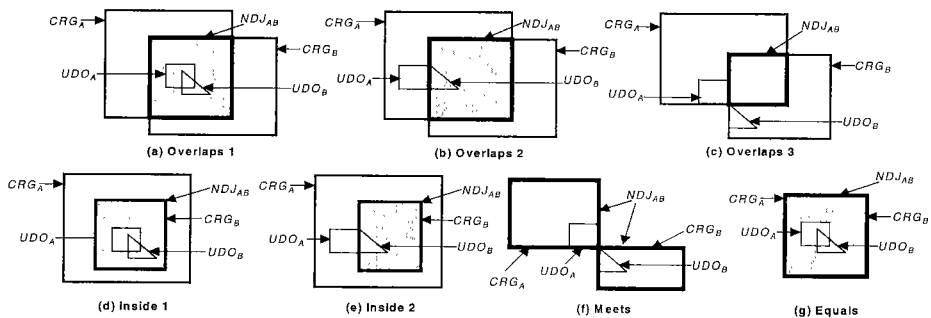 CRG_A
NDJ_AB
CRG_B
UDO_A
UDO_B
(a) Overlaps 1
CRG_A
NDJ_AB
CRG_B
UDO_A
UDO_B
(b) Overlaps 2
CRG_A
NDJ_AB
CRG_B
UDO_A
UDO_B
(c) Overlaps 3
CRG_A
NDJ_AB
CRG_B
UDO_A
UDO_B
(d) Inside 1
CRG_A
NDJ_AB
CRG_B
UDO_A
UDO_B
(e) Inside 2
NDJ_AB
CRG_B
CRG_A
UDO_A
UDO_B
(f) Meets
NDJ_AB
CRG_A
CRG_B
UDO_A
UDO_B
(g) Equals